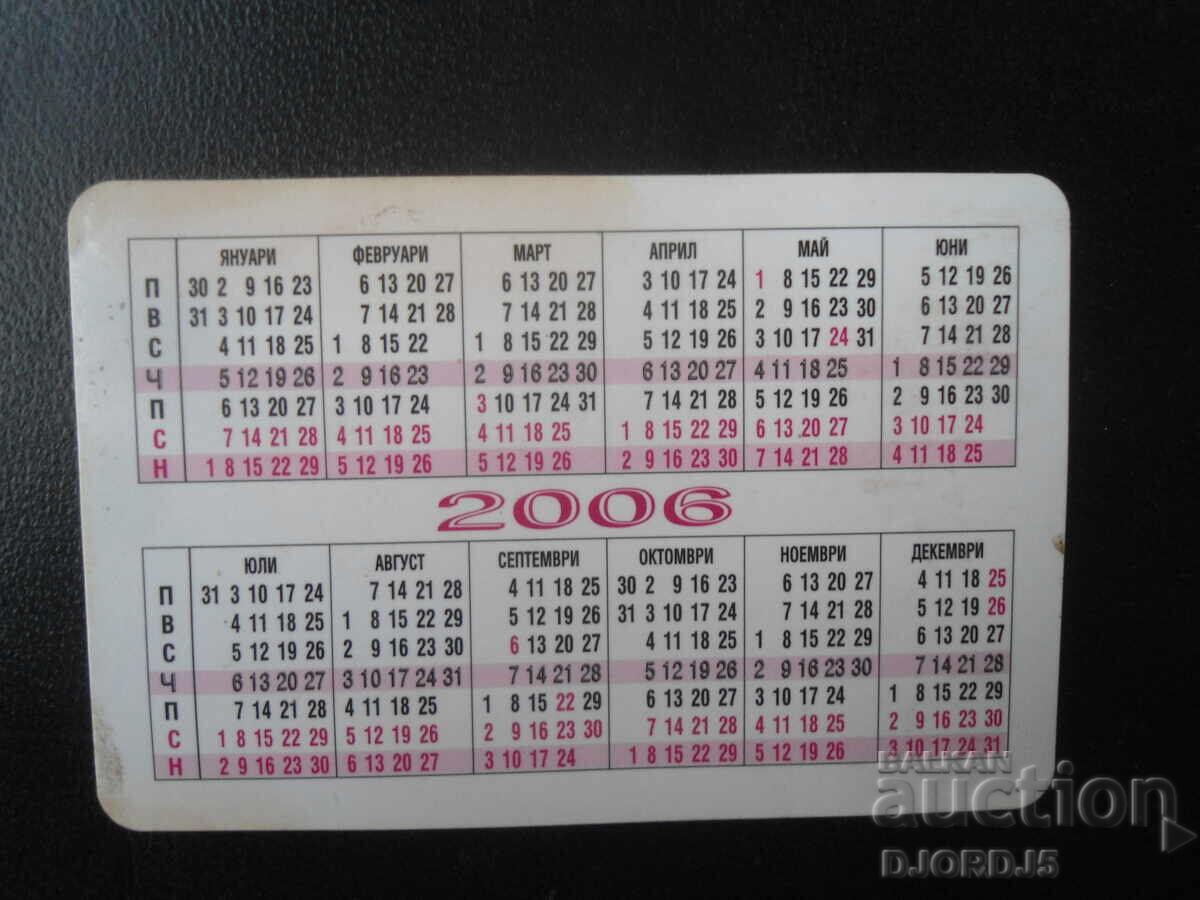 ЯНУАРИ ФЕВРУАРИ МАРТ АПРИЛ МАЙ ЮНИ
П 30 2 9 16 23 6 13 20 27 6 13 20 27 3 10 17 24 1 8 15 22 29 5 12 19 26
В 31 3 10 17 24 7 14 21 28 7 14 21 28 4 11 18 25 2 9 16 23 30 6 13 20 27
С 4 11 18 25 1 8 15 22 1 8 15 22 29 5 12 19 26 3 10 17 24 31 7 14 21 28
Ч 5 12 19 26 2 9 16 23 2 9 16 23 30 6 13 20 27 4 11 18 25 1 8 15 22 29
П 6 13 20 27 3 10 17 24 3 10 17 24 31 7 14 21 28 5 12 19 26 2 9 16 23 30
С 7 14 21 28 4 11 18 25 4 11 18 25 1 8 15 22 29 6 13 20 27 3 10 17 24
Н 1 8 15 22 29 5 12 19 26 5 12 19 26 2 9 16 23 30 7 14 21 28 4 11 18 25
2006
ЮЛИ АВГУСТ СЕПТЕМВРИ ОКТОМВРИ НОЕМВРИ ДЕКЕМВРИ
П 31 3 10 17 24 7 14 21 28 4 11 18 25 30 2 9 16 23 6 13 20 27 4 11 18 25
В 4 11 18 25 1 8 15 22 29 5 12 19 26 31 3 10 17 24 7 14 21 28 5 12 19 26
С 5 12 19 26 2 9 16 23 30 6 13 20 27 4 11 18 25 1 8 15 22 29 6 13 20 27
Ч 6 13 20 27 3 10 17 24 31 7 14 21 28 5 12 19 26 2 9 16 23 30 7 14 21 28
П 7 14 21 28 4 11 18 25 1 8 15 22 29 6 13 20 27 3 10 17 24 1 8 15 22 29
С 1 8 15 22 29 5 12 19 26 2 9 16 23 30 7 14 21 28 4 11 18 25 2 9 16 23 30
Н 2 9 16 23 30 6 13 20 27 3 10 17 24 1 8 15 22 29 5 12 19 26 3 10 17 24 31
BALKAN
auction
DJORDJ5